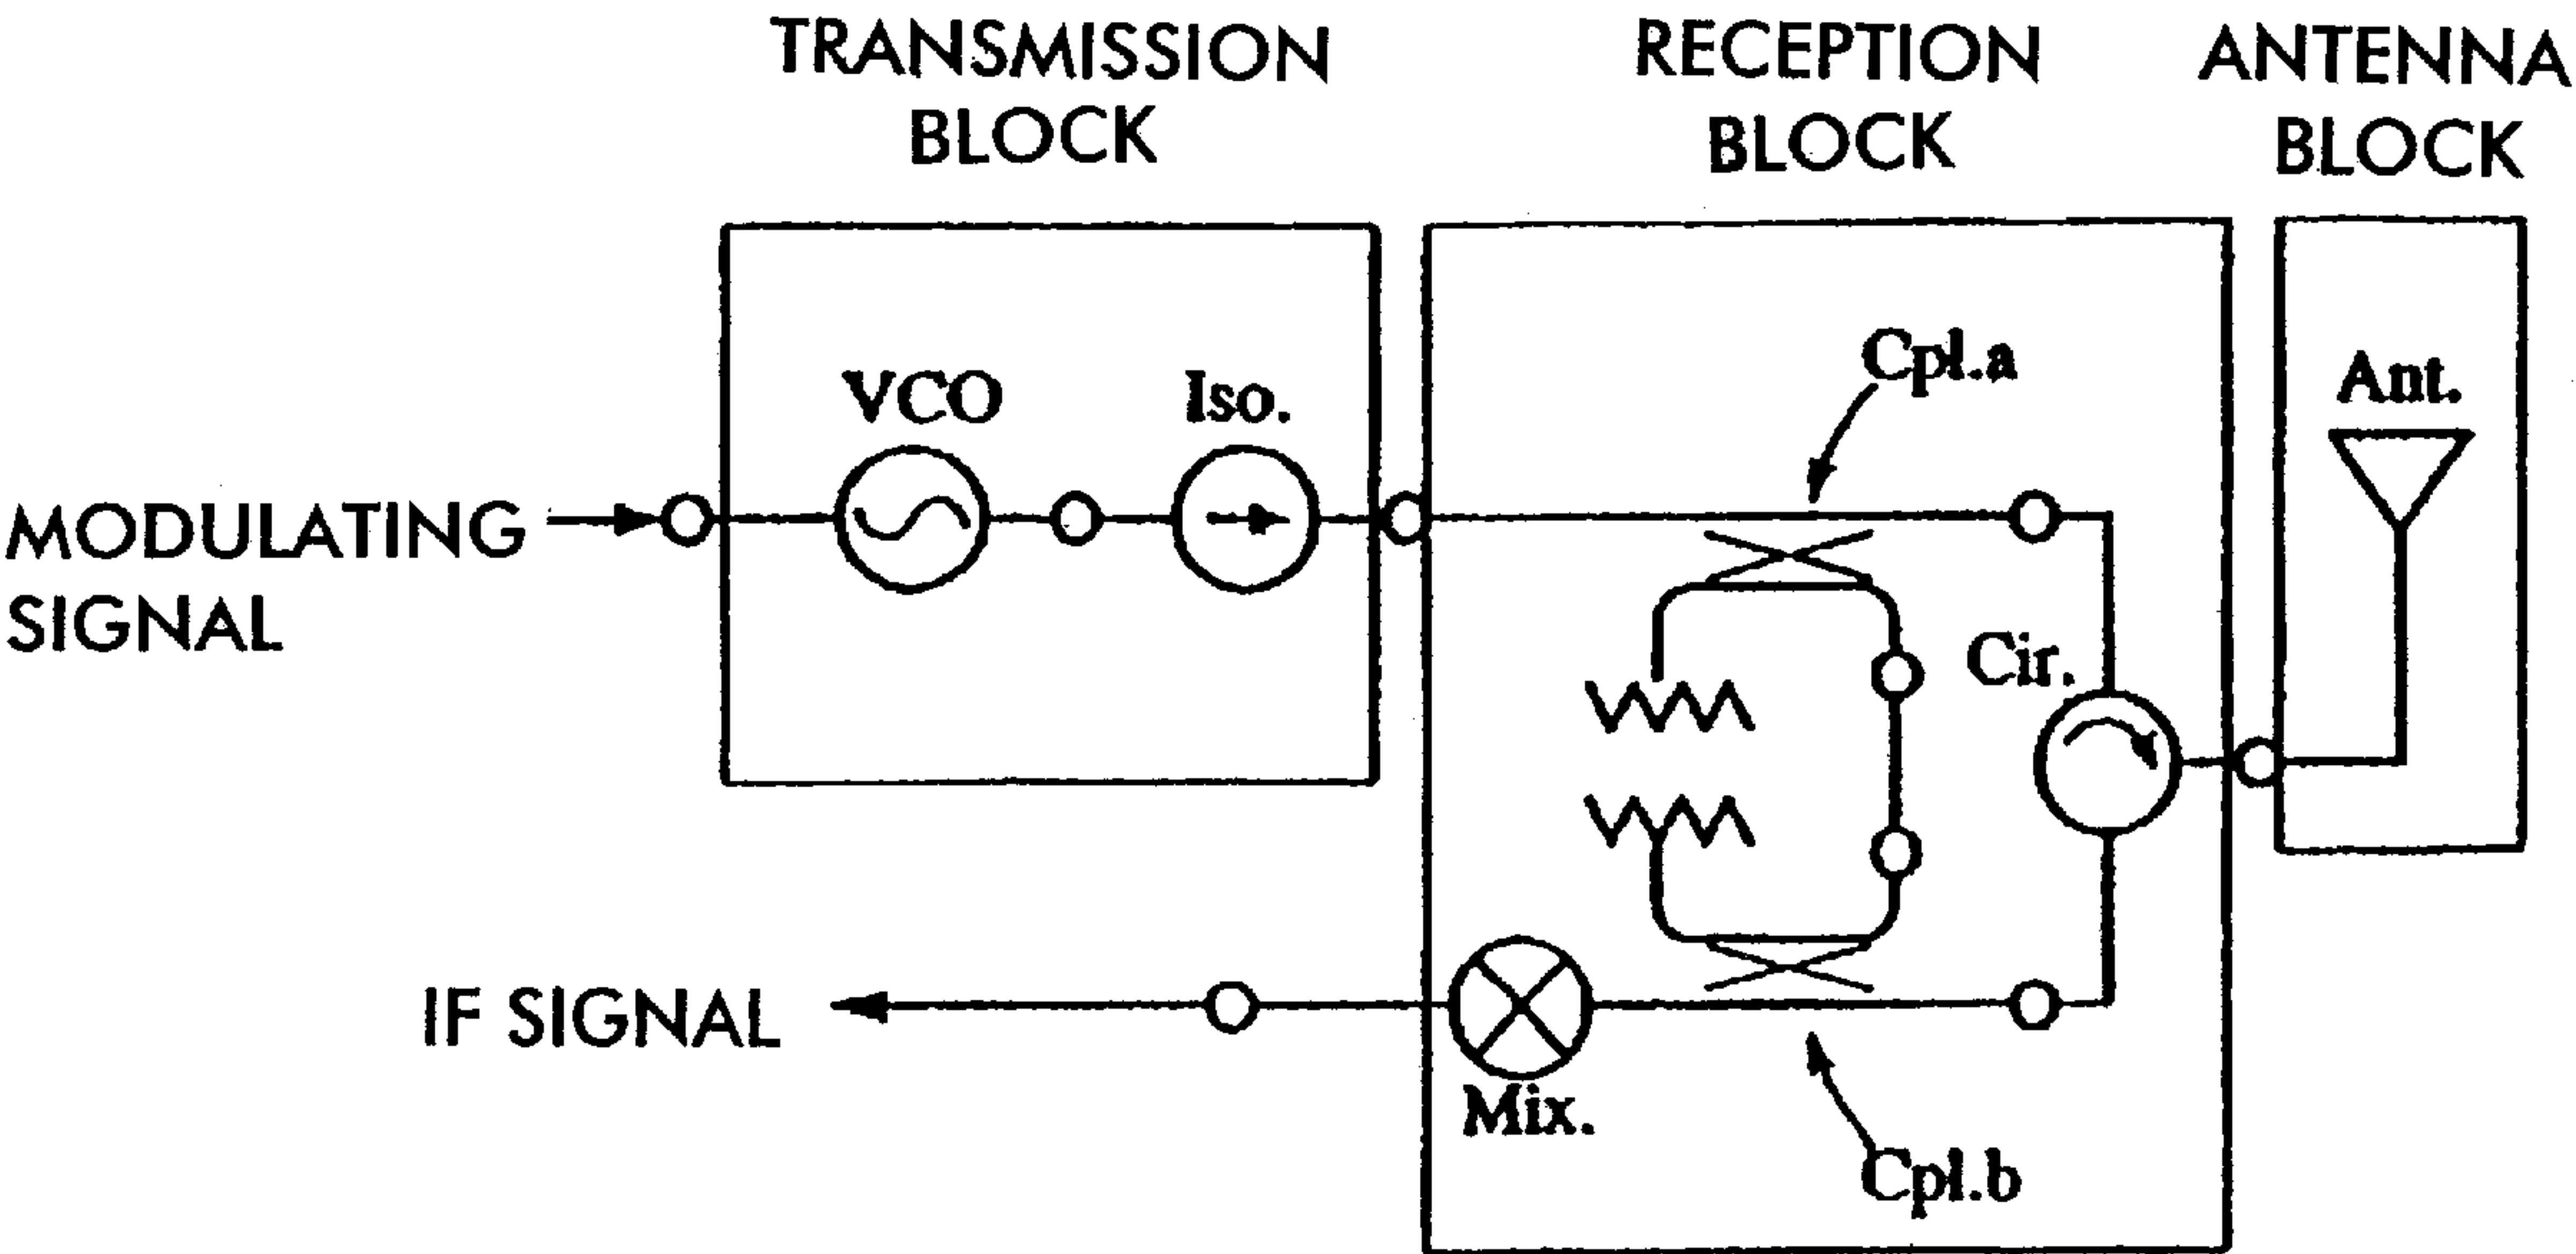 TRANSMISSION
BLOCK
RECEPTION
BLOCK
ANTENNA
BLOCK
VCO
Iso.
Cpl.a
Ant.
MODULATING
SIGNAL
Cir.
IF SIGNAL
Mix.
Cpl.b